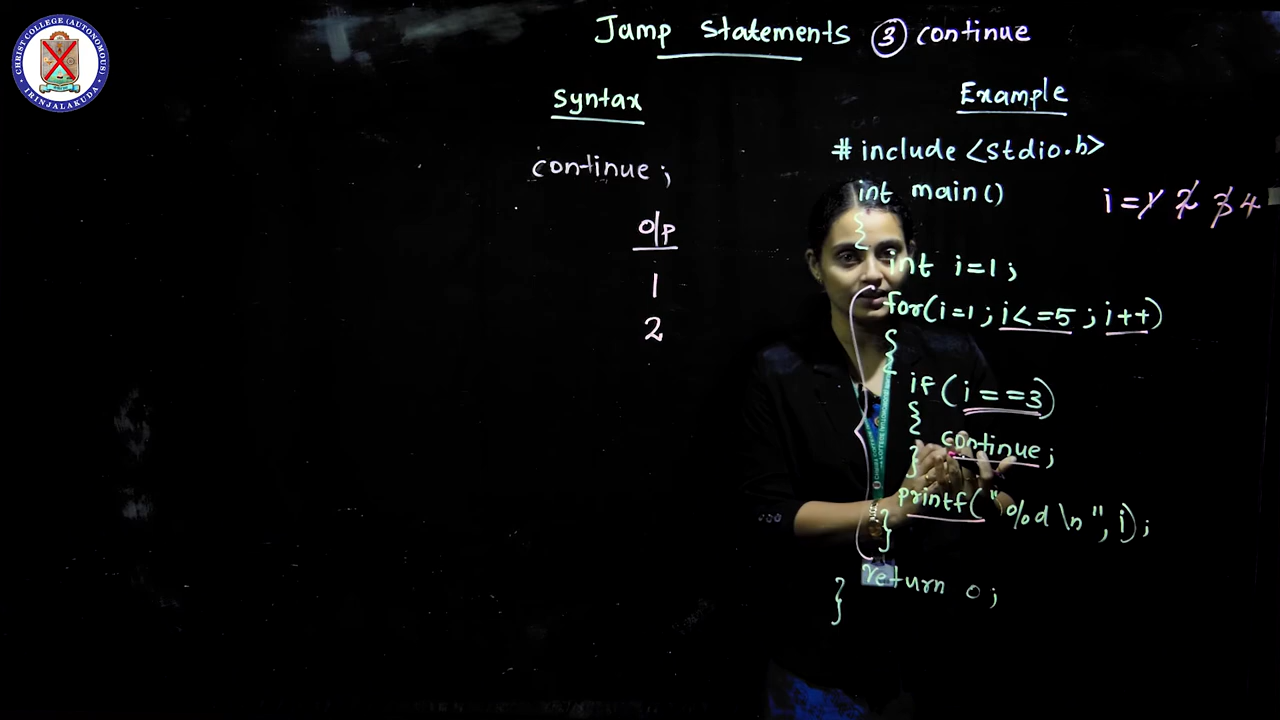 CHRIST COLLEGE (AUTONOMOUS)
IRINJALAKUDA
Jump Statements ③ continue
Syntax
continue;
O/P
1
2
Example
# include <stdio.h>
int main()
{
int i=1;
for(i=1; i<=5; i++)
{
if (i==3)
{
continue;
}
printf("%d \n", i);
}
return 0;
}
i=1 2 3 4